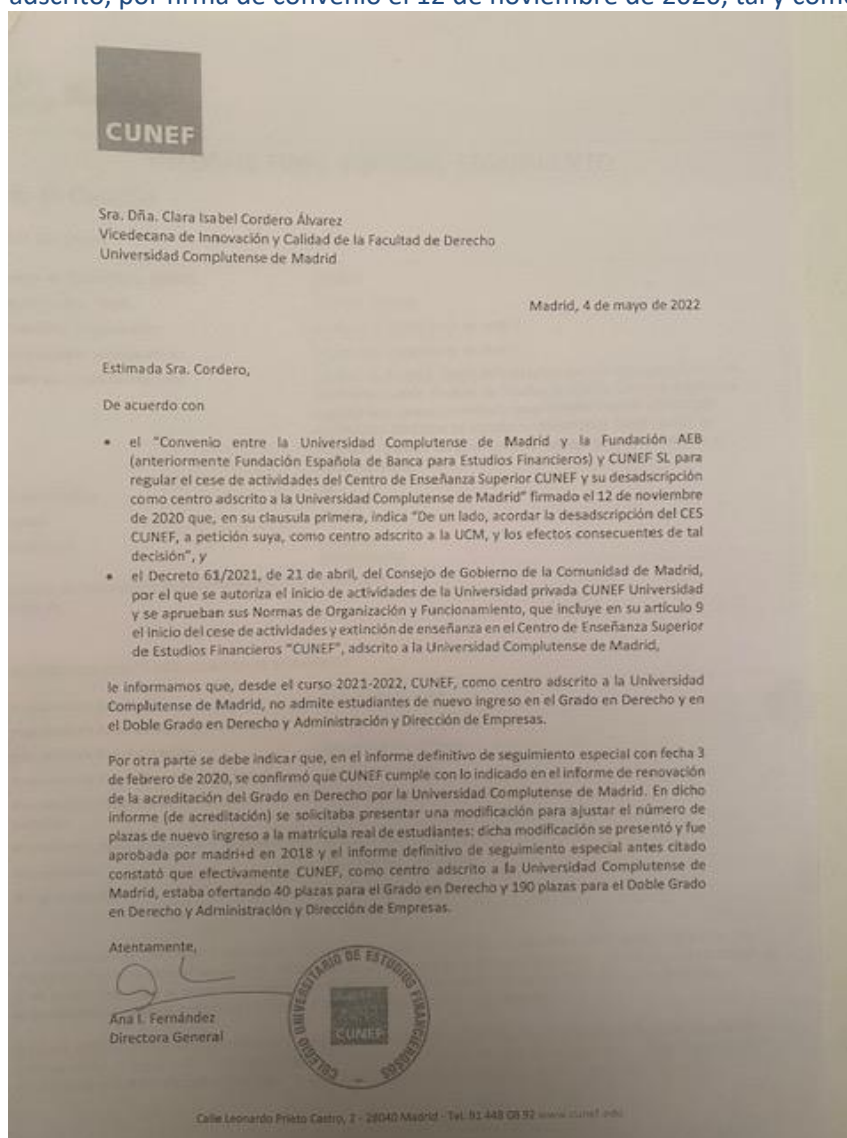 adscrito, por firma de convenio el 12 de noviembre de 2020, tal y como
CUNEF
Sra. Dña. Clara Isabel Cordero Álvarez
Vicedecana de Innovación y Calidad de la Facultad de Derecho
Universidad Complutense de Madrid
Madrid, 4 de mayo de 2022
Estimada Sra. Cordero,
De acuerdo con
• el "Convenio entre la Universidad Complutense de Madrid y la Fundación AEB
(anteriormente Fundación Española de Banca para Estudios Financieros) y CUNEF SL para
regular el cese de actividades del Centro de Enseñanza Superior CUNEF y su desadscripción
como centro adscrito a la Universidad Complutense de Madrid" firmado el 12 de noviembre
de 2020 que, en su clausula primera, indica "De un lado, acordar la desadscripción del CES
CUNEF, a petición suya, como centro adscrito a la UCM, y los efectos consecuentes de tal
decisión", y
• el Decreto 61/2021, de 21 de abril, del Consejo de Gobierno de la Comunidad de Madrid,
por el que se autoriza el inicio de actividades de la Universidad privada CUNEF Universidad
y se aprueban sus Normas de Organización y Funcionamiento, que incluye en su artículo 9
el inicio del cese de actividades y extinción de enseñanza en el Centro de Enseñanza Superior
de Estudios Financieros "CUNEF", adscrito a la Universidad Complutense de Madrid,
le informamos que, desde el curso 2021-2022, CUNEF, como centro adscrito a la Universidad
Complutense de Madrid, no admite estudiantes de nuevo ingreso en el Grado en Derecho y en
el Doble Grado en Derecho y Administración y Dirección de Empresas.
Por otra parte se debe indicar que, en el informe definitivo de seguimiento especial con fecha 3
de febrero de 2020, se confirmó que CUNEF cumple con lo indicado en el informe de renovación
de la acreditación del Grado en Derecho por la Universidad Complutense de Madrid. En dicho
informe (de acreditación) se solicitaba presentar una modificación para ajustar el número de
plazas de nuevo ingreso a la matrícula real de estudiantes: dicha modificación se presentó y fue
aprobada por madri+d en 2018 y el informe definitivo de seguimiento especial antes citado
constató que efectivamente CUNEF, como centro adscrito a la Universidad Complutense de
Madrid, estaba ofertando 40 plazas para el Grado en Derecho y 190 plazas para el Doble Grado
en Derecho y Administración y Dirección de Empresas.
Atentamente,
Ana I. Fernández
Directora General
COLEGIO UNIVERSITARIO DE ESTUDIOS FINANCIEROS
CUNEF
Calle Leonardo Prieto Castro, 2 - 28040 Madrid - Tel. 91 448 08 92 www.cunef.edu